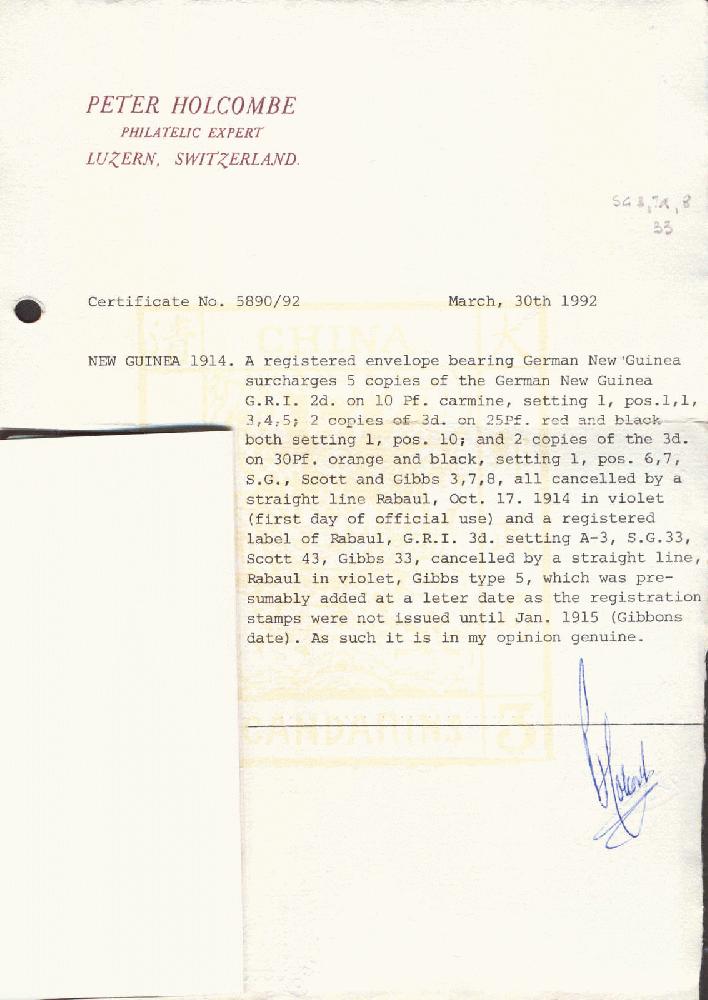 PETER HOLCOMBE
PHILATELIC EXPERT
LUZERN, SWITZERLAND.
33
Certificate No. 5890/92 March, 30th 1992
清 CHINA 大
NEW GUINEA 1914. A registered envelope bearing German New 'Guinea
surcharges 5 copies of the German New Guinea
G.R.I. 2d. on 10 Pf. carmine, setting 1, pos.1,1,
3,4,5; 2 copies of 3d. on 25Pf. red and black
both setting 1, pos. 10; and 2 copies of the 3d.
on 30Pf. orange and black, setting 1, pos. 6,7,
S.G., Scott and Gibbs 3,7,8, all cancelled by a
straight line Rabaul, Oct. 17. 1914 in violet
(first day of official use) and a registered
label of Rabaul, G.R.I. 3d. setting A-3, S.G.33,
Scott 43, Gibbs 33, cancelled by a straight line,
Rabaul in violet, Gibbs type 5, which was pre-
sumably added at a leter date as the registration
stamps were not issued until Jan. 1915 (Gibbons
date). As such it is in my opinion genuine.
CANDARINS 5